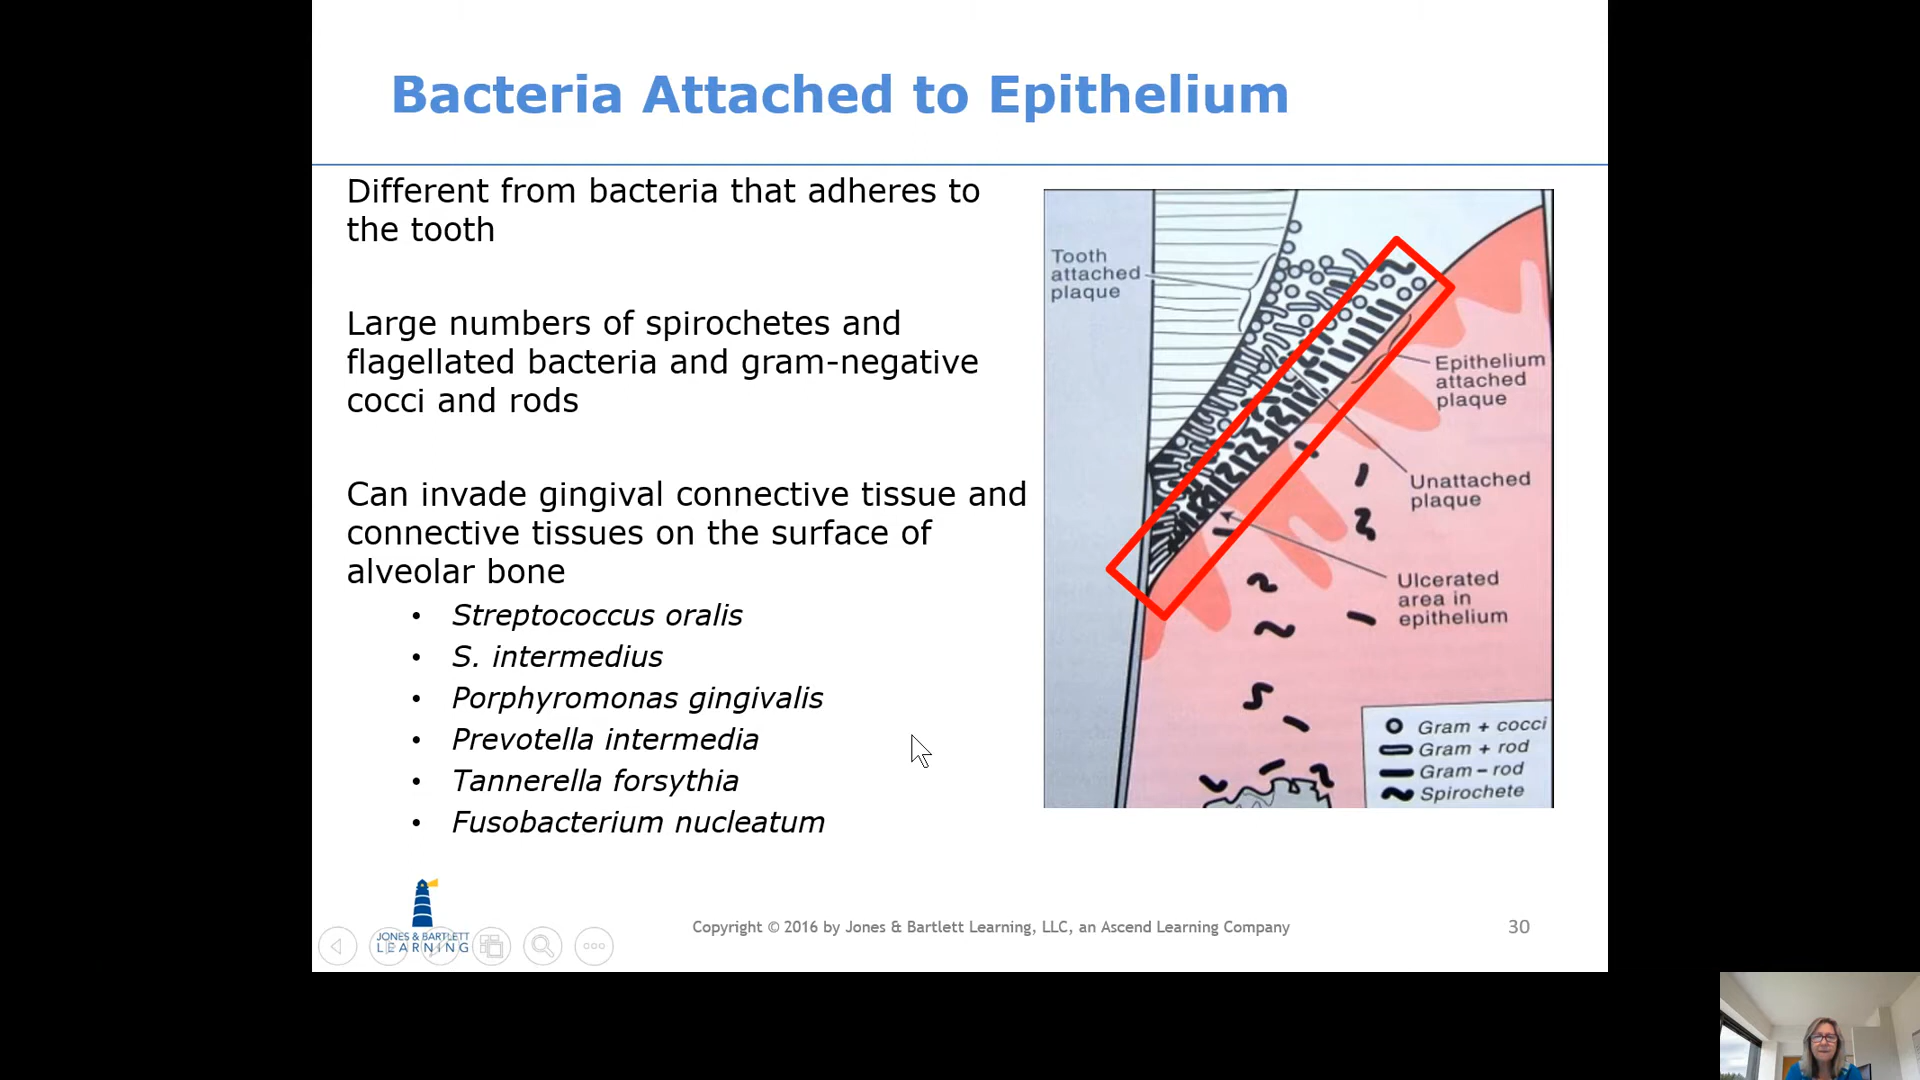 Bacteria Attached to Epithelium
Different from bacteria that adheres to
the tooth
Large numbers of spirochetes and
flagellated bacteria and gram-negative
cocci and rods
Can invade gingival connective tissue and
connective tissues on the surface of
alveolar bone
• Streptococcus oralis
• S. intermedius
• Porphyromonas gingivalis
• Prevotella intermedia
• Tannerella forsythia
• Fusobacterium nucleatum
Tooth
attached
plaque
Epithelium
attached
plaque
Unattached
plaque
Ulcerated
area in
epithelium
Gram + cocci
Gram + rod
Gram – rod
Spirochete
JONES & BARTLETT
LEARNING
Copyright © 2016 by Jones & Bartlett Learning, LLC, an Ascend Learning Company
30